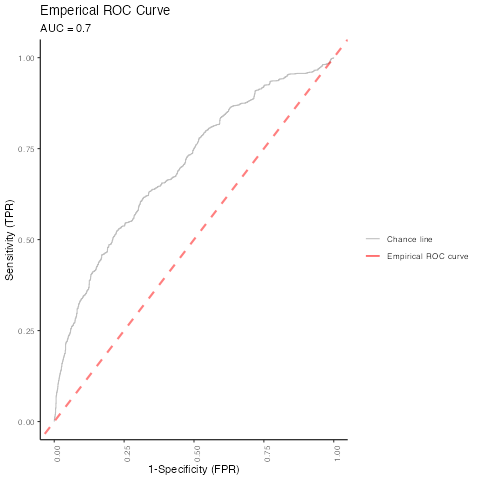 Emperical ROC Curve
AUC = 0.7
1.00
0.75
0.50
0.25
0.00
Sensitivity (TPR)
0.00
0.25
0.50
0.75
1.00
1-Specificity (FPR)
Chance line
Empirical ROC curve